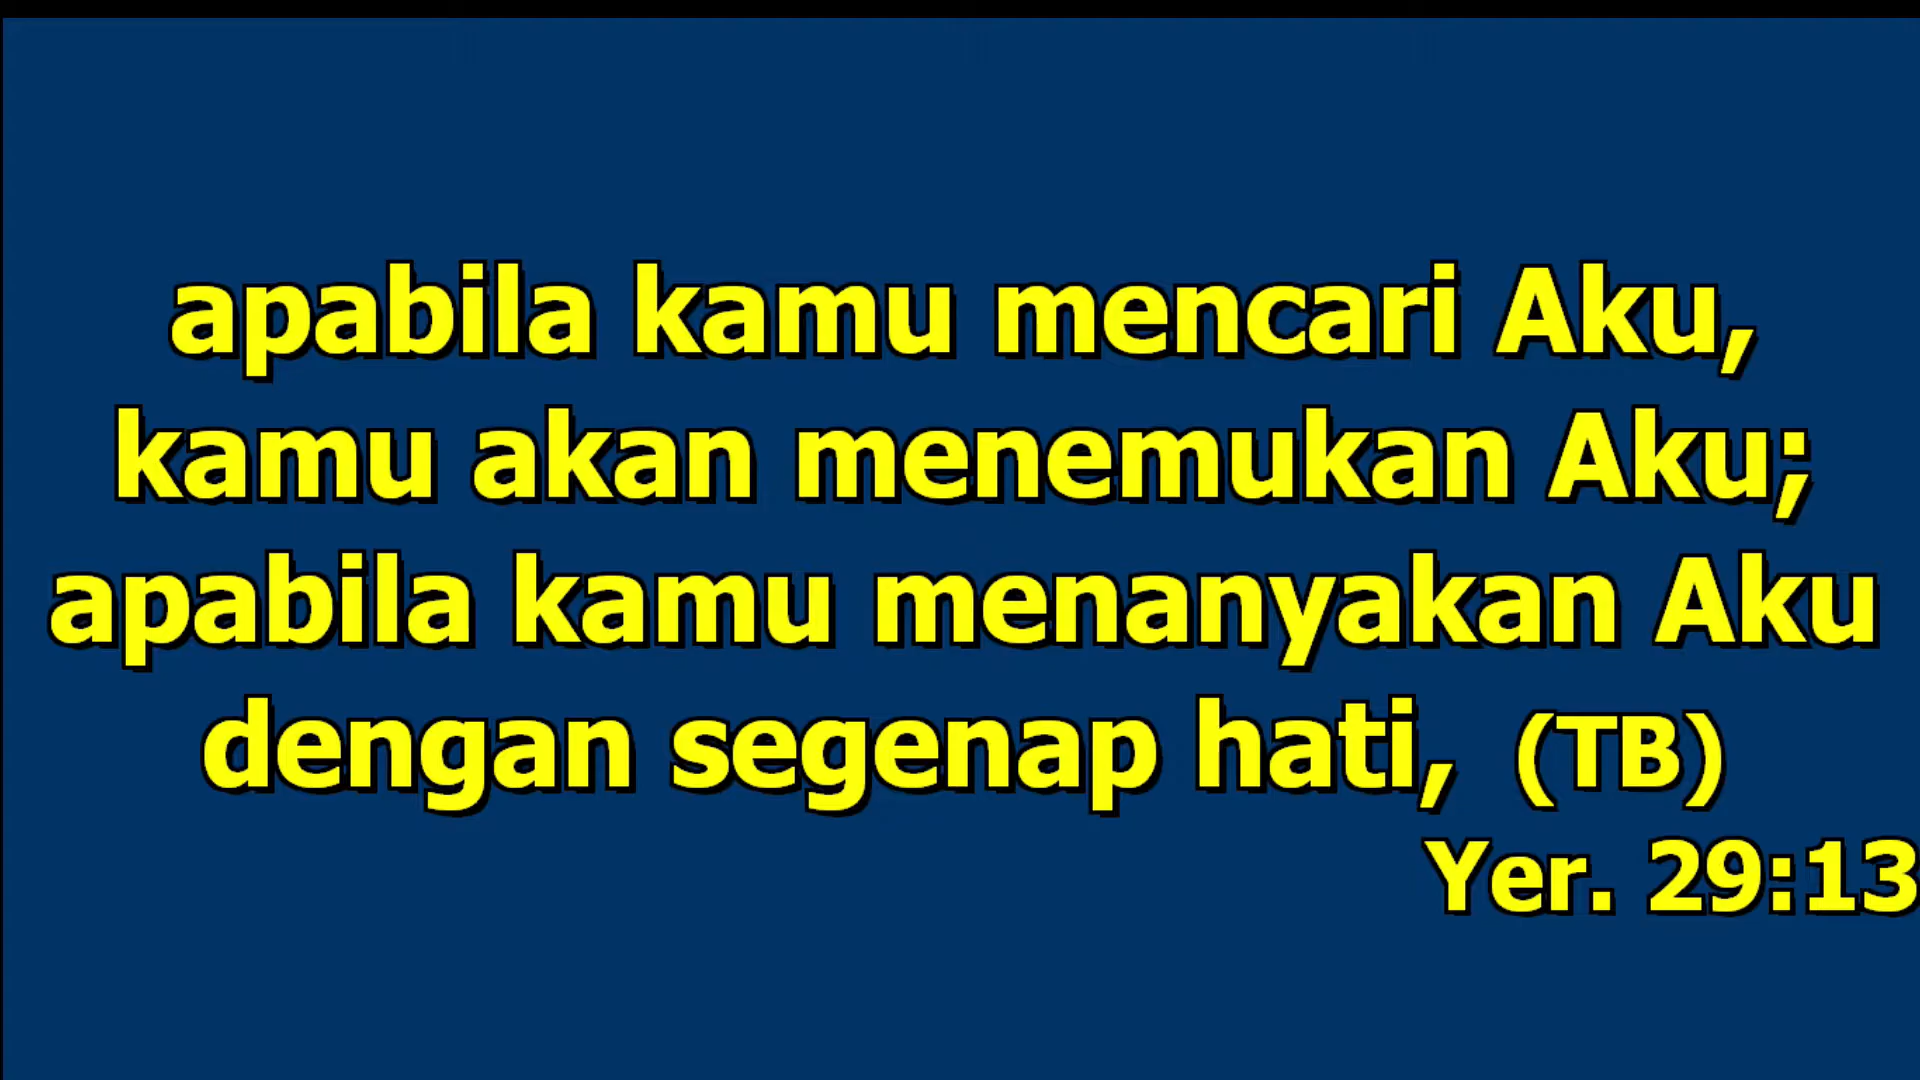 apabila kamu mencari Aku,
kamu akan menemukan Aku;
apabila kamu menanyakan Aku
dengan segenap hati, (TB)
Yer. 29:13